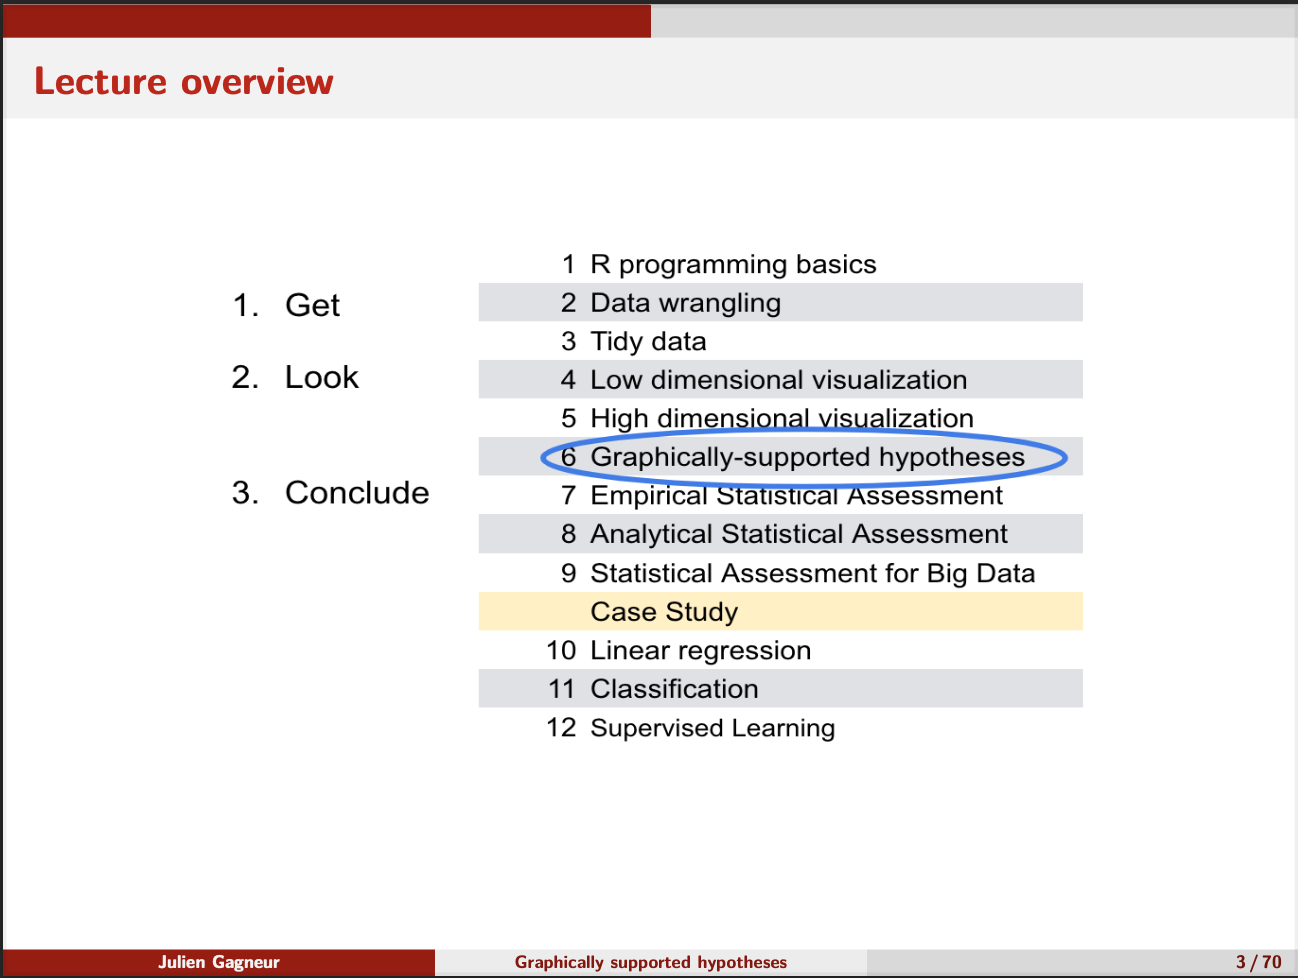 Lecture overview
1 R programming basics
1. Get
2 Data wrangling
3 Tidy data
2. Look
4 Low dimensional visualization
5 High dimensional visualization
6 Graphically-supported hypotheses
3. Conclude
7 Empirical Statistical Assessment
8 Analytical Statistical Assessment
9 Statistical Assessment for Big Data
Case Study
10 Linear regression
11 Classification
12 Supervised Learning
Julien Gagneur Graphically supported hypotheses 3 / 70